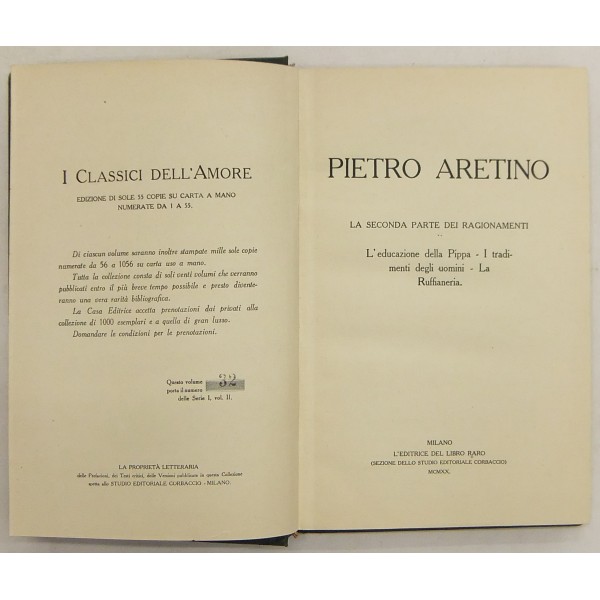 I CLASSICI DELL'AMORE
EDIZIONE DI SOLE 55 COPIE SU CARTA A MANO
NUMERATE DA 1 A 55.
Di ciascun volume saranno inoltre stampate mille sole copie
numerate da 56 a 1056 su carta uso a mano.
Tutta la collezione consta di soli venti volumi che verranno
pubblicati entro il più breve tempo possibile e presto divente-
ranno una vera rarità bibliografica.
La Casa Editrice accetta prenotazioni dai privati alla
collezione di 1000 esemplari e a quella di gran lusso.
Domandare le condizioni per le prenotazioni.
Questo volume
porta il numero
32
della Serie I, vol. II.
LA PROPRIETÀ LETTERARIA
delle Prefazioni, dei Testi critici, delle Versioni pubblicate in questa Collezione
spetta allo STUDIO EDITORIALE CORBACCIO - MILANO.
PIETRO ARETINO
LA SECONDA PARTE DEI RAGIONAMENTI
L'educazione della Pippa - I tradi-
menti degli uomini - La
Ruffianeria.
MILANO
L'EDITRICE DEL LIBRO RARO
(SEZIONE DELLO STUDIO EDITORIALE CORBACCIO)
MCMXX.